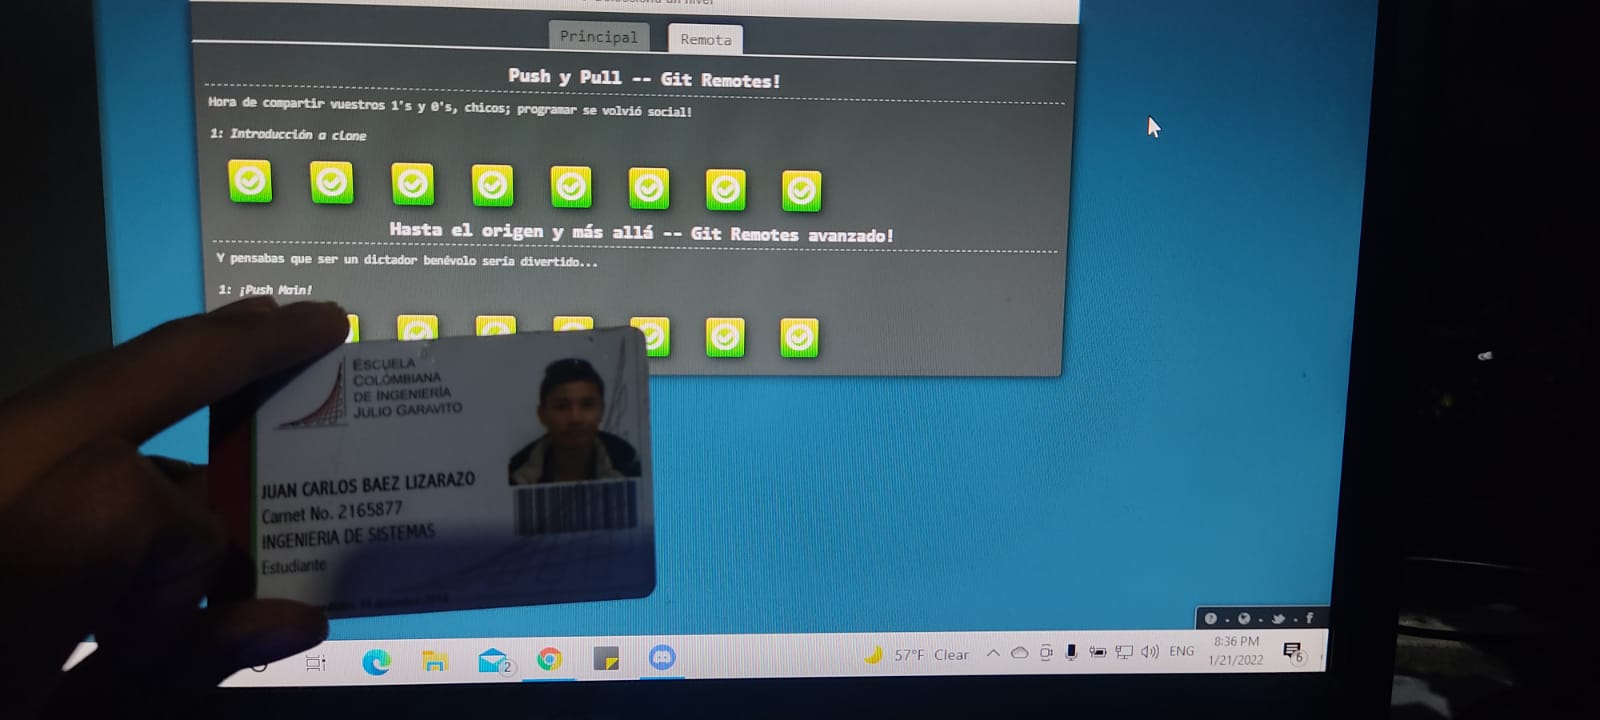 Principal
Remota
Push y Pull -- Git Remotes!
Hora de compartir vuestros 1's y 0's, chicos; programar se volvió social!
1: Introducción a clone
Hasta el origen y más allá -- Git Remotes avanzado!
Y pensabas que ser un dictador benévolo sería divertido...
1: ¡Push Main!
ESCUELA
COLOMBIANA
DE INGENIERÍA
JULIO GARAVITO
JUAN CARLOS BAEZ LIZARAZO
Carnet No. 2165877
INGENIERIA DE SISTEMAS
Estudiante
2
57°F Clear
ENG
8:36 PM
1/21/2022
6